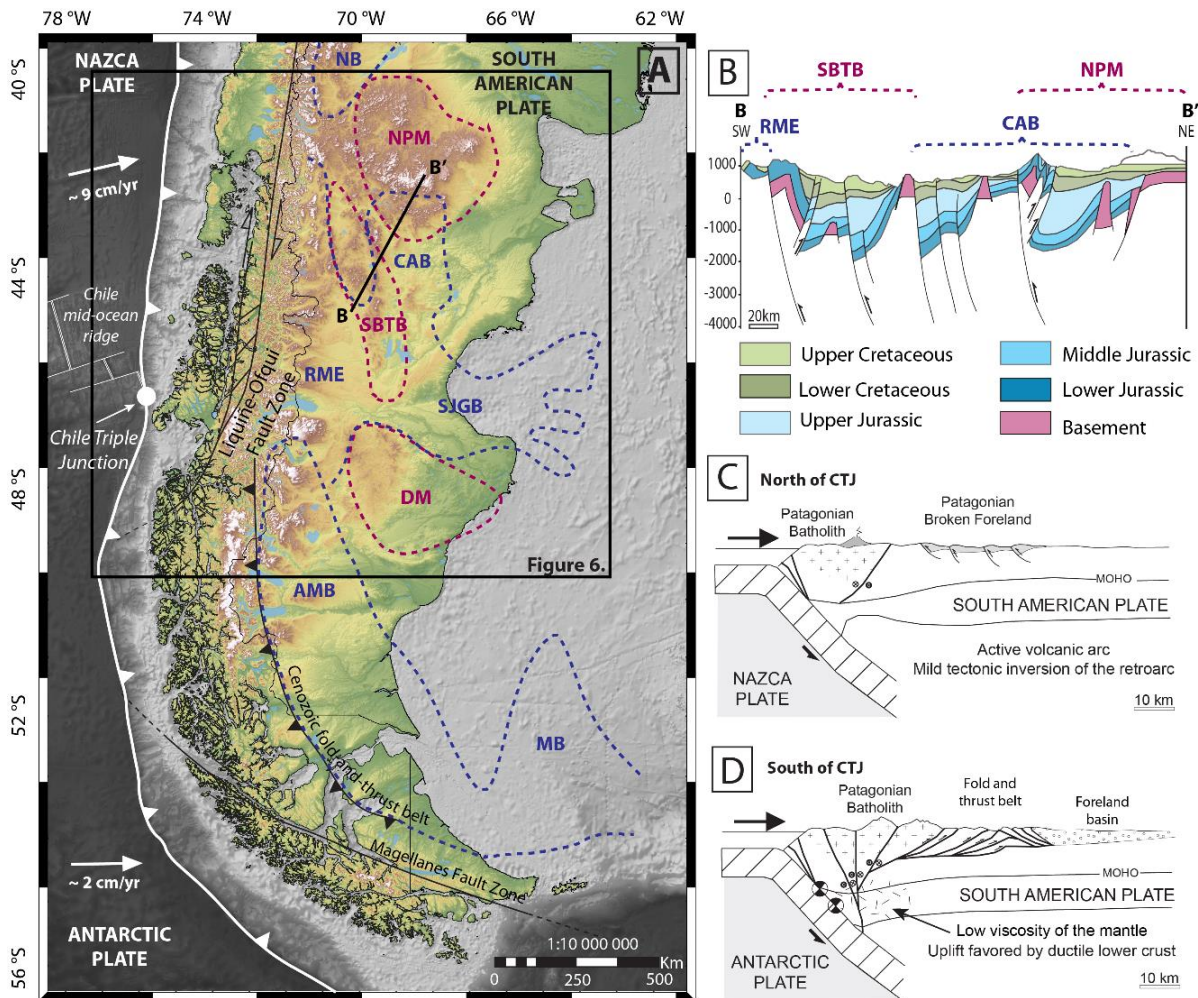 78 °W
74 °W
70 °W
66 °W
62 °W
40 °S
44 °S
48 °S
52 °S
56 °S
A
NAZCA
PLATE
SOUTH
AMERICAN
PLATE
NB
NPM
B'
~ 9 cm/yr
CAB
B
SBTB
Chile
mid-ocean
ridge
RME
SJGB
Liquiñe-Ofqui
Fault Zone
Chile Triple
Junction
DM
Figure 6.
AMB
Cenozoic fold-and-thrust belt
MB
Magellanes Fault Zone
~ 2 cm/yr
ANTARCTIC
PLATE
1:10 000 000
Km
0 250 500
B
SBTB
NPM
B
SW
RME
CAB
B'
NE
1000
0
-1000
-2000
-3000
-4000
20km
Upper Cretaceous
Lower Cretaceous
Upper Jurassic
Middle Jurassic
Lower Jurassic
Basement
C
North of CTJ
Patagonian
Batholith
Patagonian
Broken Foreland
MOHO
SOUTH AMERICAN PLATE
Active volcanic arc
Mild tectonic inversion of the retroarc
NAZCA
PLATE
10 km
D
South of CTJ
Patagonian
Batholith
Fold and
thrust belt
Foreland
basin
MOHO
SOUTH AMERICAN PLATE
Low viscosity of the mantle
Uplift favored by ductile lower crust
ANTARCTIC
PLATE
10 km